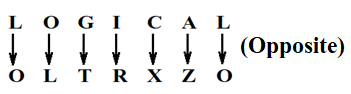 L O G I C A L
(Opposite)
O L T R X Z O